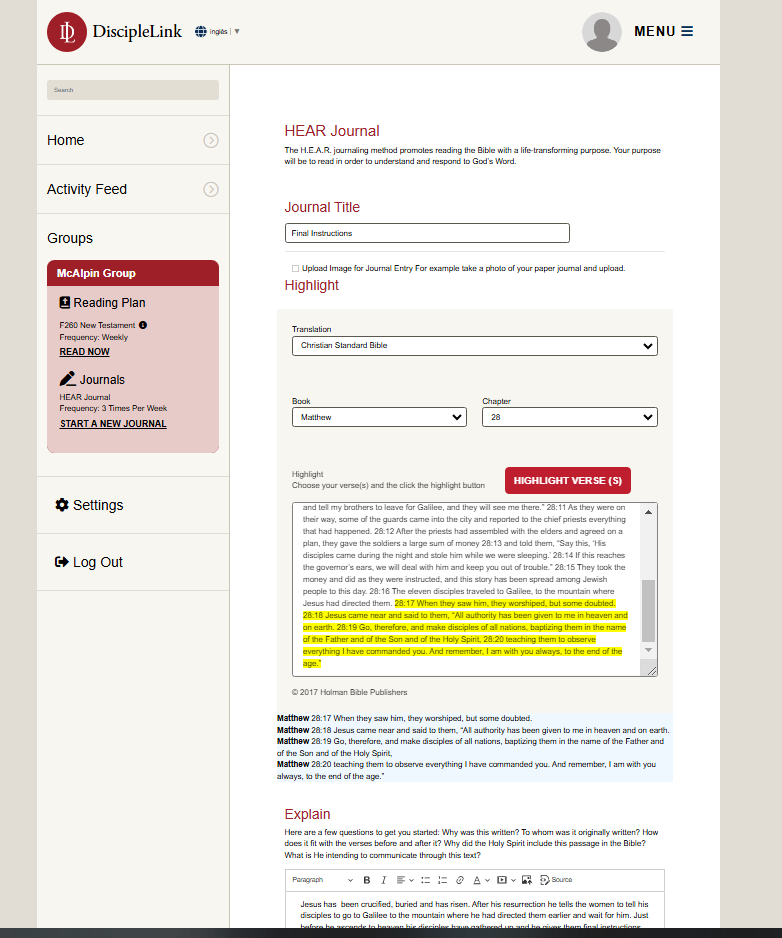 DL DiscipleLink inglés | ▼
MENU
Search
Home
Activity Feed
Groups
McAlpin Group
Reading Plan
F260 New Testament
Frequency: Weekly
READ NOW
Journals
HEAR Journal
Frequency: 3 Times Per Week
START A NEW JOURNAL
Settings
Log Out
HEAR Journal
The H.E.A.R. journaling method promotes reading the Bible with a life-transforming purpose. Your purpose
will be to read in order to understand and respond to God's Word.
Journal Title
Final Instructions
Upload Image for Journal Entry For example take a photo of your paper journal and upload.
Highlight
Translation
Christian Standard Bible
Book
Chapter
Matthew
28
Highlight
Choose your verse(s) and the click the highlight button
HIGHLIGHT VERSE (S)
and tell my brothers to leave for Galilee, and they will see me there.” 28:11 As they were on
their way, some of the guards came into the city and reported to the chief priests everything
that had happened. 28:12 After the priests had assembled with the elders and agreed on a
plan, they gave the soldiers a large sum of money 28:13 and told them, “Say this, ‘His
disciples came during the night and stole him while we were sleeping.’ 28:14 If this reaches
the governor’s ears, we will deal with him and keep you out of trouble.” 28:15 They took the
money and did as they were instructed, and this story has been spread among Jewish
people to this day. 28:16 The eleven disciples traveled to Galilee, to the mountain where
Jesus had directed them. 28:17 When they saw him, they worshiped, but some doubted.
28:18 Jesus came near and said to them, “All authority has been given to me in heaven and
on earth. 28:19 Go, therefore, and make disciples of all nations, baptizing them in the name
of the Father and of the Son and of the Holy Spirit, 28:20 teaching them to observe
everything I have commanded you. And remember, I am with you always, to the end of the
age.”
© 2017 Holman Bible Publishers
Matthew 28:17 When they saw him, they worshiped, but some doubted.
Matthew 28:18 Jesus came near and said to them, “All authority has been given to me in heaven and on earth.
Matthew 28:19 Go, therefore, and make disciples of all nations, baptizing them in the name of the Father and
of the Son and of the Holy Spirit,
Matthew 28:20 teaching them to observe everything I have commanded you. And remember, I am with you
always, to the end of the age.”
Explain
Here are a few questions to get you started: Why was this written? To whom was it originally written? How
does it fit with the verses before and after it? Why did the Holy Spirit include this passage in the Bible?
What is He intending to communicate through this text?
Paragraph B I A Source
Jesus has been crucified, buried and has risen. After his resurrection he tells the women to tell his
disciples to go to Galilee to the mountain where he had directed them earlier and wait for him. Just
before he ascends to heaven his disciples have gathered up and he gives them final instructions